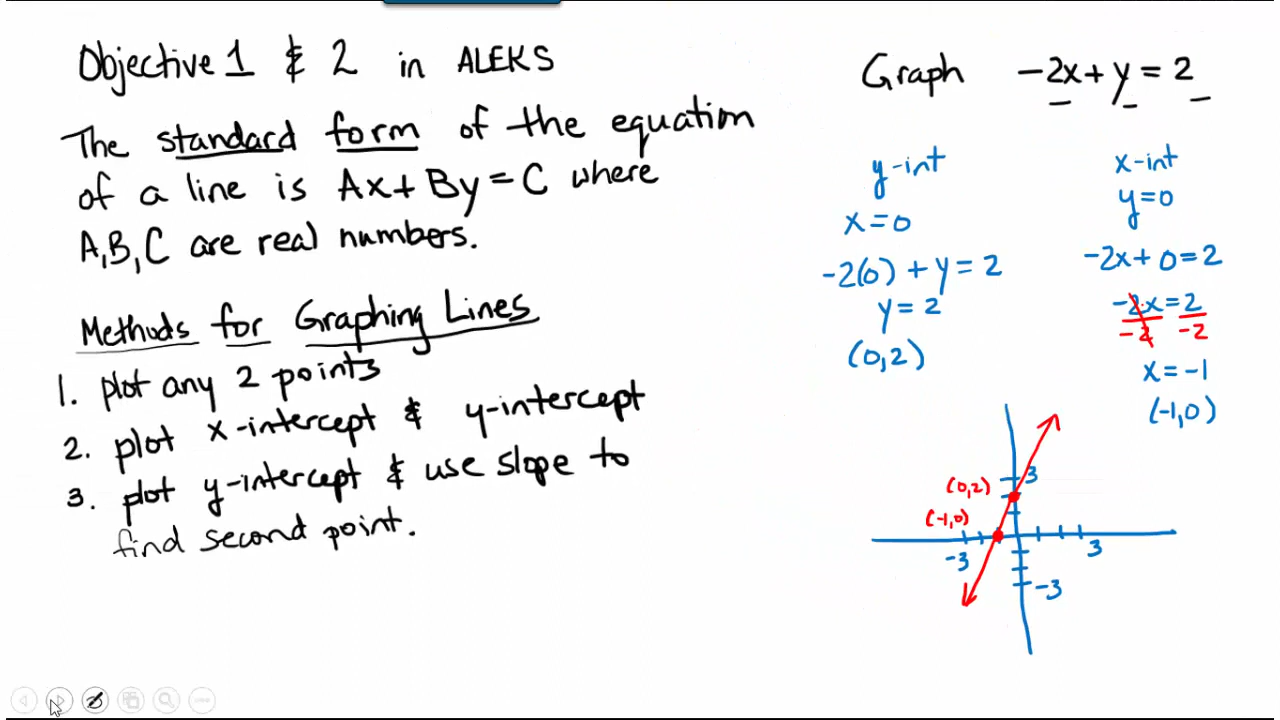 Objective 1 & 2 in ALEKS
The standard form of the equation
of a line is Ax + By = C where
A, B, C are real numbers.
Methods for Graphing Lines
1. plot any 2 points
2. plot x-intercept & y-intercept
3. plot y-intercept & use slope to
find second point.
Graph -2x + y = 2
y-int
x = 0
-2(0) + y = 2
y = 2
(0,2)
x-int
y = 0
-2x + 0 = 2
-2x = 2
-2 -2
x = -1
(-1,0)
3
(0,2)
(-1,0)
-3
3
-3